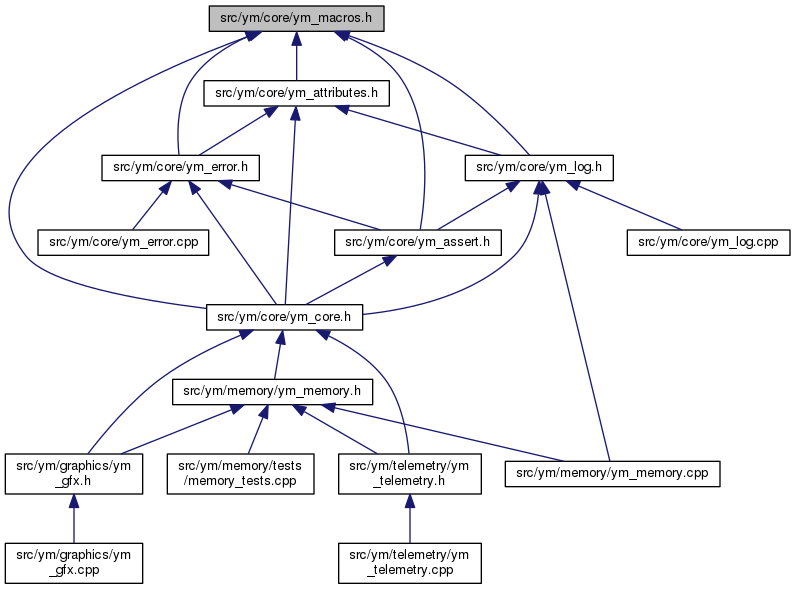 src/ym/core/ym_macros.h
src/ym/core/ym_attributes.h
src/ym/core/ym_error.h
src/ym/core/ym_log.h
src/ym/core/ym_error.cpp
src/ym/core/ym_assert.h
src/ym/core/ym_log.cpp
src/ym/core/ym_core.h
src/ym/memory/ym_memory.h
src/ym/graphics/ym
_gfx.h
src/ym/memory/tests
/memory_tests.cpp
src/ym/telemetry/ym
_telemetry.h
src/ym/memory/ym_memory.cpp
src/ym/graphics/ym
_gfx.cpp
src/ym/telemetry/ym
_telemetry.cpp